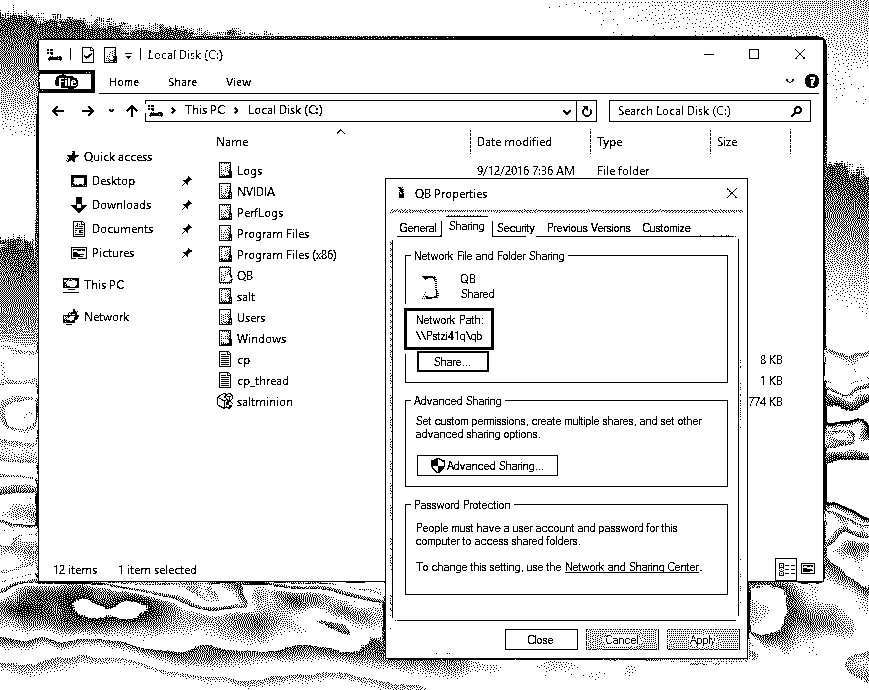 Local Disk (C:)
File Home Share View
This PC Local Disk (C:) Search Local Disk (C:)
Name Date modified Type Size
Quick access
Desktop
Downloads
Documents
Pictures
This PC
Network
Logs 9/12/2016 7:36 AM File folder
NVIDIA
PerfLogs
Program Files
Program Files (x86)
QB
salt
Users
Windows
cp 8 KB
cp_thread 1 KB
saltminion 774 KB
12 items 1 item selected
QB Properties
General Sharing Security Previous Versions Customize
Network File and Folder Sharing
QB
Shared
Network Path:
\\Pstzi41q\qb
Share...
Advanced Sharing
Set custom permissions, create multiple shares, and set other
advanced sharing options.
Advanced Sharing...
Password Protection
People must have a user account and password for this
computer to access shared folders.
To change this setting, use the Network and Sharing Center.
Close Cancel Apply